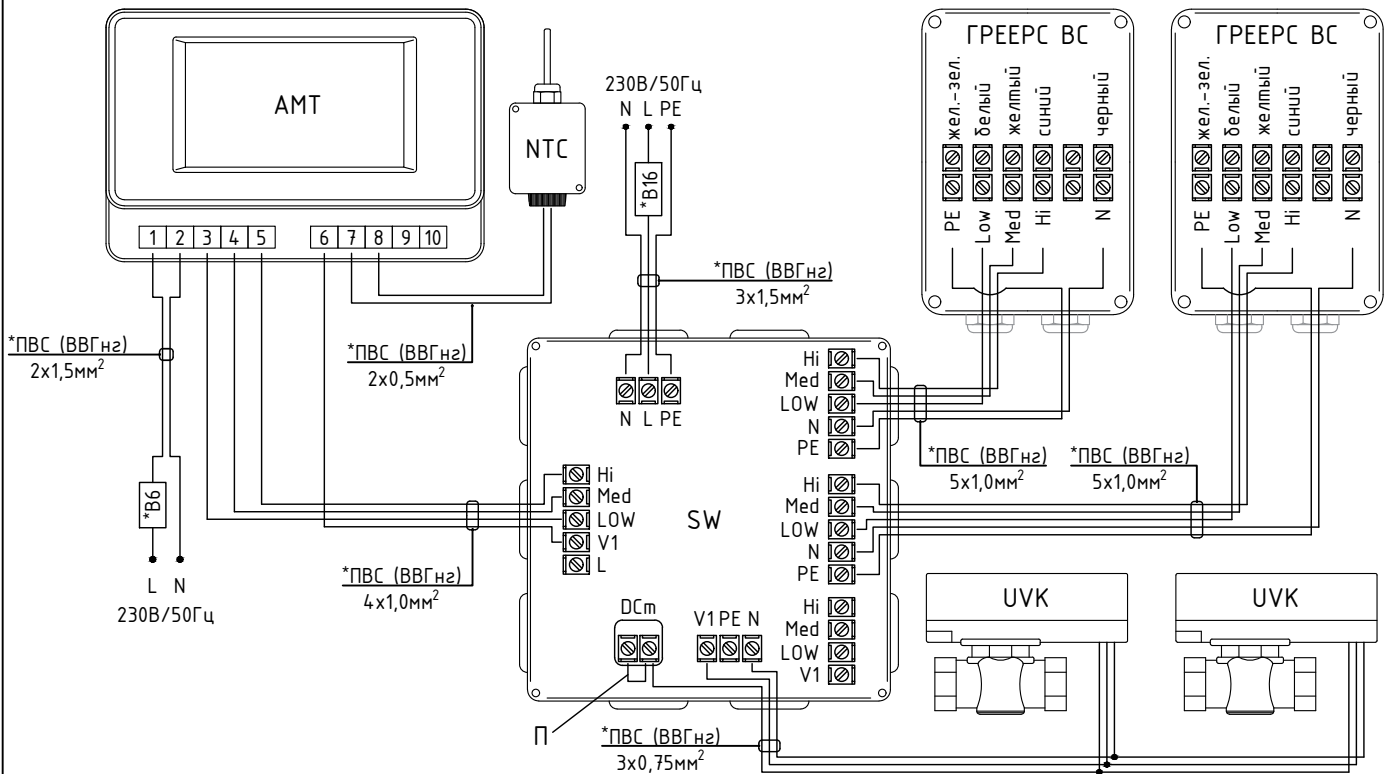 АМТ
1 2 3 4 5 6 7 8 9 10
NTC
230В/50Гц
N L PE
*В16
*ПВС (ВВГнг)
3х1,5мм²
ГРЕЕРС ВС
жел.-зел.
белый
желтый
синий
черный
PE
Low
Med
Hi
N
ГРЕЕРС ВС
жел.-зел.
белый
желтый
синий
черный
PE
Low
Med
Hi
N
*ПВС (ВВГнг)
2х1,5мм²
*ПВС (ВВГнг)
2х0,5мм²
*В6
L N
230В/50Гц
*ПВС (ВВГнг)
4х1,0мм²
N L PE
SW
Hi
Med
LOW
V1
L
Hi
Med
LOW
N
PE
Hi
Med
LOW
N
PE
Hi
Med
LOW
V1
*ПВС (ВВГнг)
5х1,0мм²
*ПВС (ВВГнг)
5х1,0мм²
DCm
V1 PE N
П
*ПВС (ВВГнг)
3х0,75мм²
UVK
UVK